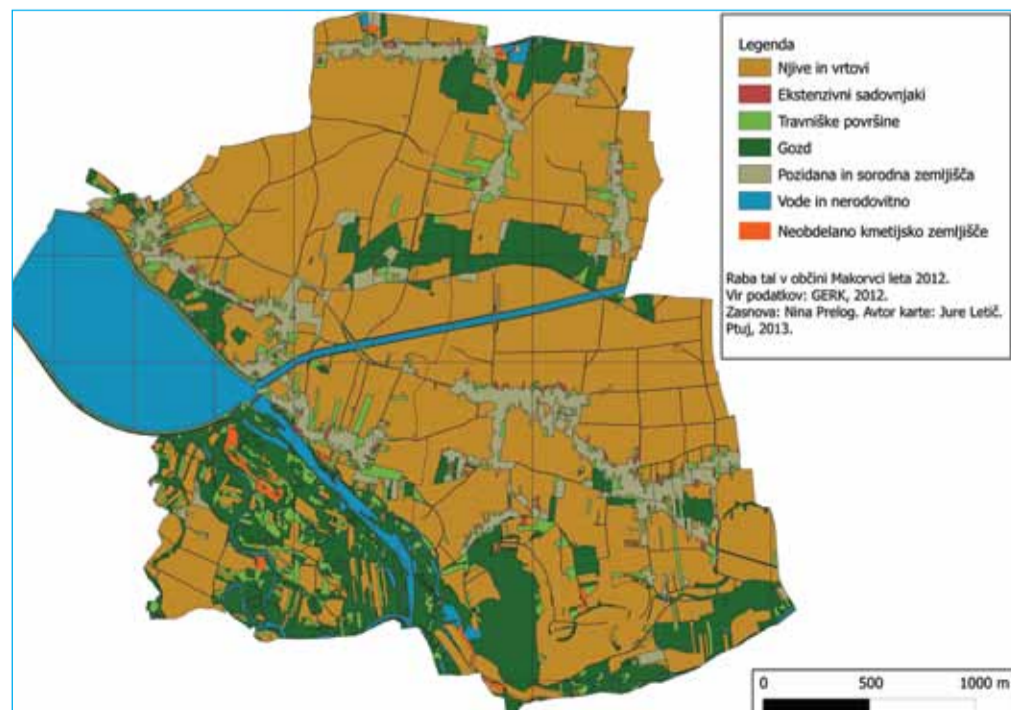 Legenda
Njive in vrtovi
Ekstenzivni sadovnjaki
Travniške površine
Gozd
Pozidana in sorodna zemljišča
Vode in nerodovitno
Neobdelano kmetijsko zemljišče
Raba tal v občini Makorvci leta 2012.
Vir podatkov: GERK, 2012.
Zasnova: Nina Prelog. Avtor karte: Jure Letič.
Ptuj, 2013.
0 500 1000 m